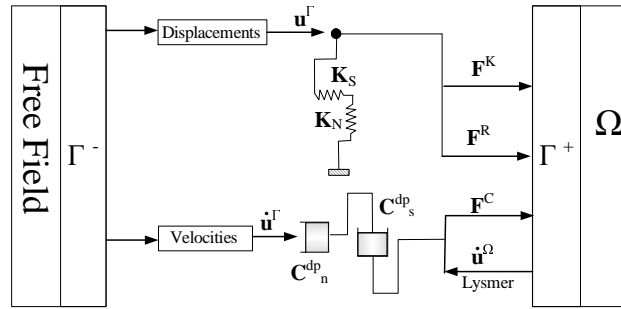 Free Field
Γ -
Displacements
u^Γ
K_S
K_N
F^K
F^R
Γ +
Ω
Velocities
u̇^Γ
C^dp_n
C^dp_s
F^C
u̇^Ω
Lysmer